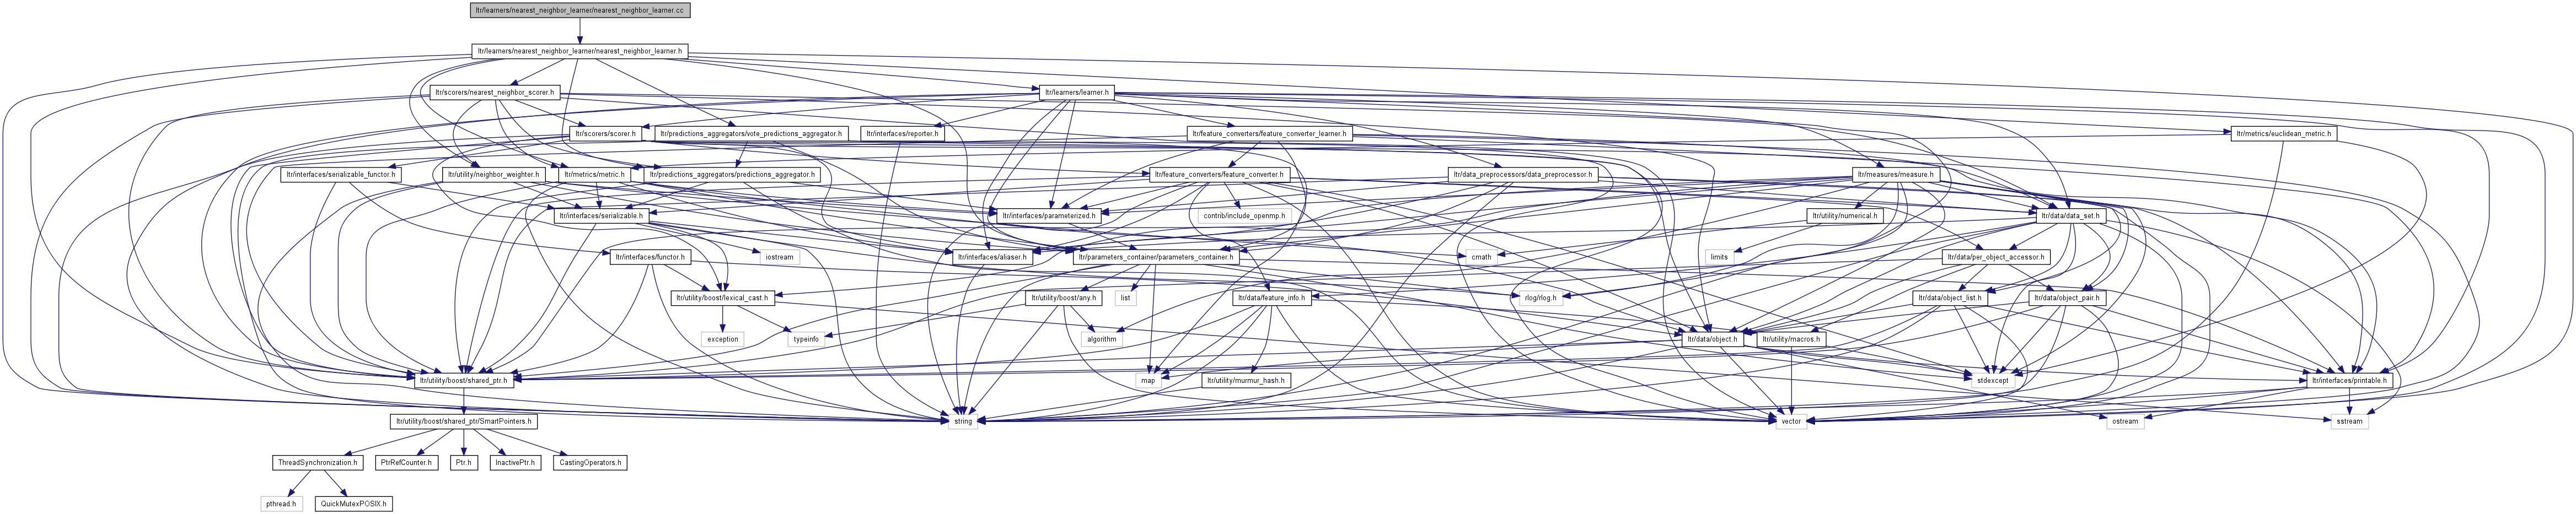 ltr/learners/nearest_neighbor_learner/nearest_neighbor_learner.cc
ltr/learners/nearest_neighbor_learner/nearest_neighbor_learner.h
ltr/scorers/nearest_neighbor_scorer.h
ltr/learners/learner.h
ltr/scorers/scorer.h
ltr/predictions_aggregators/vote_predictions_aggregator.h
ltr/interfaces/reporter.h
ltr/feature_converters/feature_converter_learner.h
ltr/metrics/euclidean_metric.h
ltr/interfaces/serializable_functor.h
ltr/utility/neighbor_weighter.h
ltr/metrics/metric.h
ltr/predictions_aggregators/predictions_aggregator.h
ltr/feature_converters/feature_converter.h
ltr/data_preprocessors/data_preprocessor.h
ltr/measures/measure.h
ltr/interfaces/serializable.h
ltr/interfaces/parameterized.h
contrib/include_openmp.h
ltr/utility/numerical.h
ltr/data/data_set.h
ltr/interfaces/functor.h
iostream
ltr/interfaces/aliaser.h
ltr/parameters_container/parameters_container.h
cmath
limits
ltr/data/per_object_accessor.h
ltr/utility/boost/lexical_cast.h
ltr/utility/boost/any.h
list
ltr/data/feature_info.h
rlog/rlog.h
ltr/data/object_list.h
ltr/data/object_pair.h
exception
typeinfo
algorithm
ltr/data/object.h
ltr/utility/macros.h
ltr/utility/boost/shared_ptr.h
map
ltr/utility/murmur_hash.h
stdexcept
ltr/interfaces/printable.h
ltr/utility/boost/shared_ptr/SmartPointers.h
string
vector
ostream
sstream
ThreadSynchronization.h
PtrRefCounter.h
Ptr.h
InactivePtr.h
CastingOperators.h
pthread.h
QuickMutexPOSIX.h